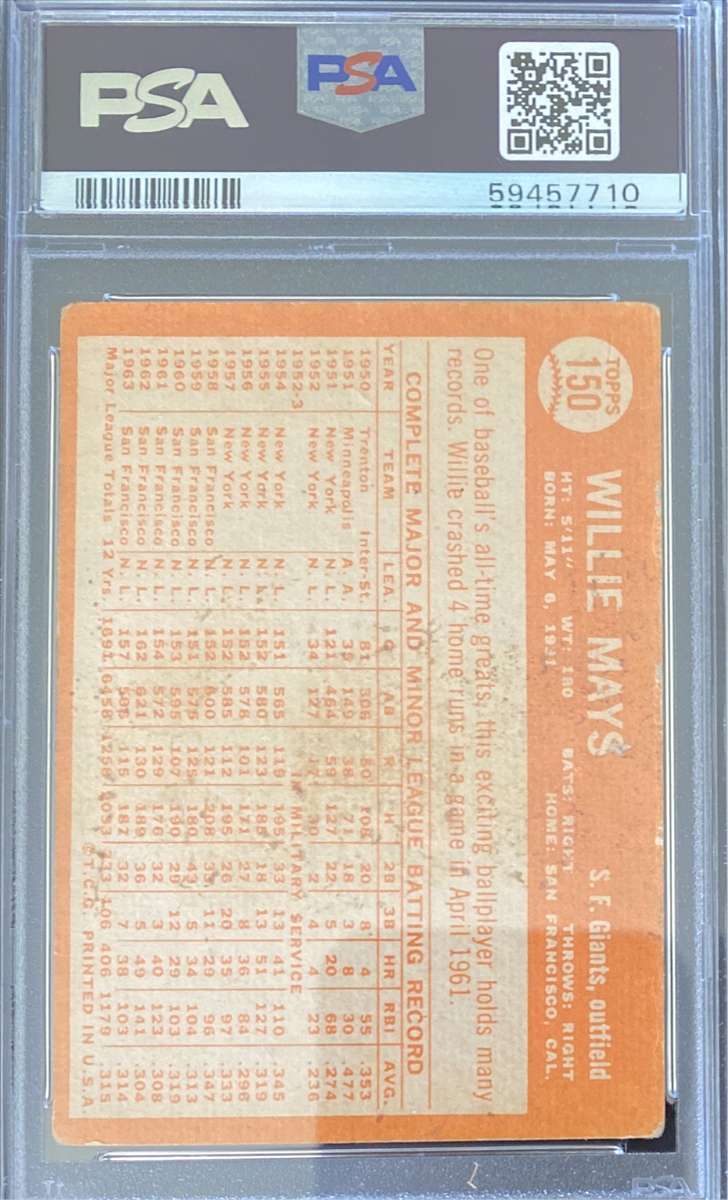 PSA
PSA
59457710
TOPPS
150
WILLIE MAYS
S. F. Giants, outfield
HT: 5/11" WT: 180 BATS: RIGHT THROWS: RIGHT
BORN: MAY 6, 1931 HOME: SAN FRANCISCO, CAL.
One of baseball's all-time greats, this exciting ballplayer holds many
records. Willie crashed 4 home runs in a game in April 1961.
COMPLETE MAJOR AND MINOR LEAGUE BATTING RECORD
YEAR TEAM LEA. G AB R H 2B 3B HR RBI AVG.
1950 Trenton Inter-St. 81 306 50 108 20 8 4 55 .353
1951 Minneapolis A. A. 35 149 38 71 18 3 8 30 .477
1951 New York N. L. 121 464 59 127 22 5 20 68 .274
1952 New York N. L. 34 127 17 30 2 4 4 23 .236
1952-3 IN MILITARY SERVICE
1954 New York N. L. 151 565 119 195 33 13 41 110 .345
1955 New York N. L. 152 580 123 185 18 13 51 127 .319
1956 New York N. L. 152 578 101 171 27 8 36 84 .296
1957 New York N. L. 152 585 112 195 26 20 35 97 .333
1958 San Francisco N. L. 152 600 121 208 33 11 29 96 .347
1959 San Francisco N. L. 151 575 125 180 43 5 34 104 .313
1960 San Francisco N. L. 153 595 107 190 29 12 29 103 .319
1961 San Francisco N. L. 154 572 129 176 32 3 40 123 .308
1962 San Francisco N. L. 162 621 130 189 36 5 49 141 .304
1963 San Francisco N. L. 157 596 115 187 32 7 38 103 .314
Major League Totals 12 Yrs. 1691 6458 1258 2033 333 106 406 1179 .315
©T.C.G. PRINTED IN U.S.A.
PSA